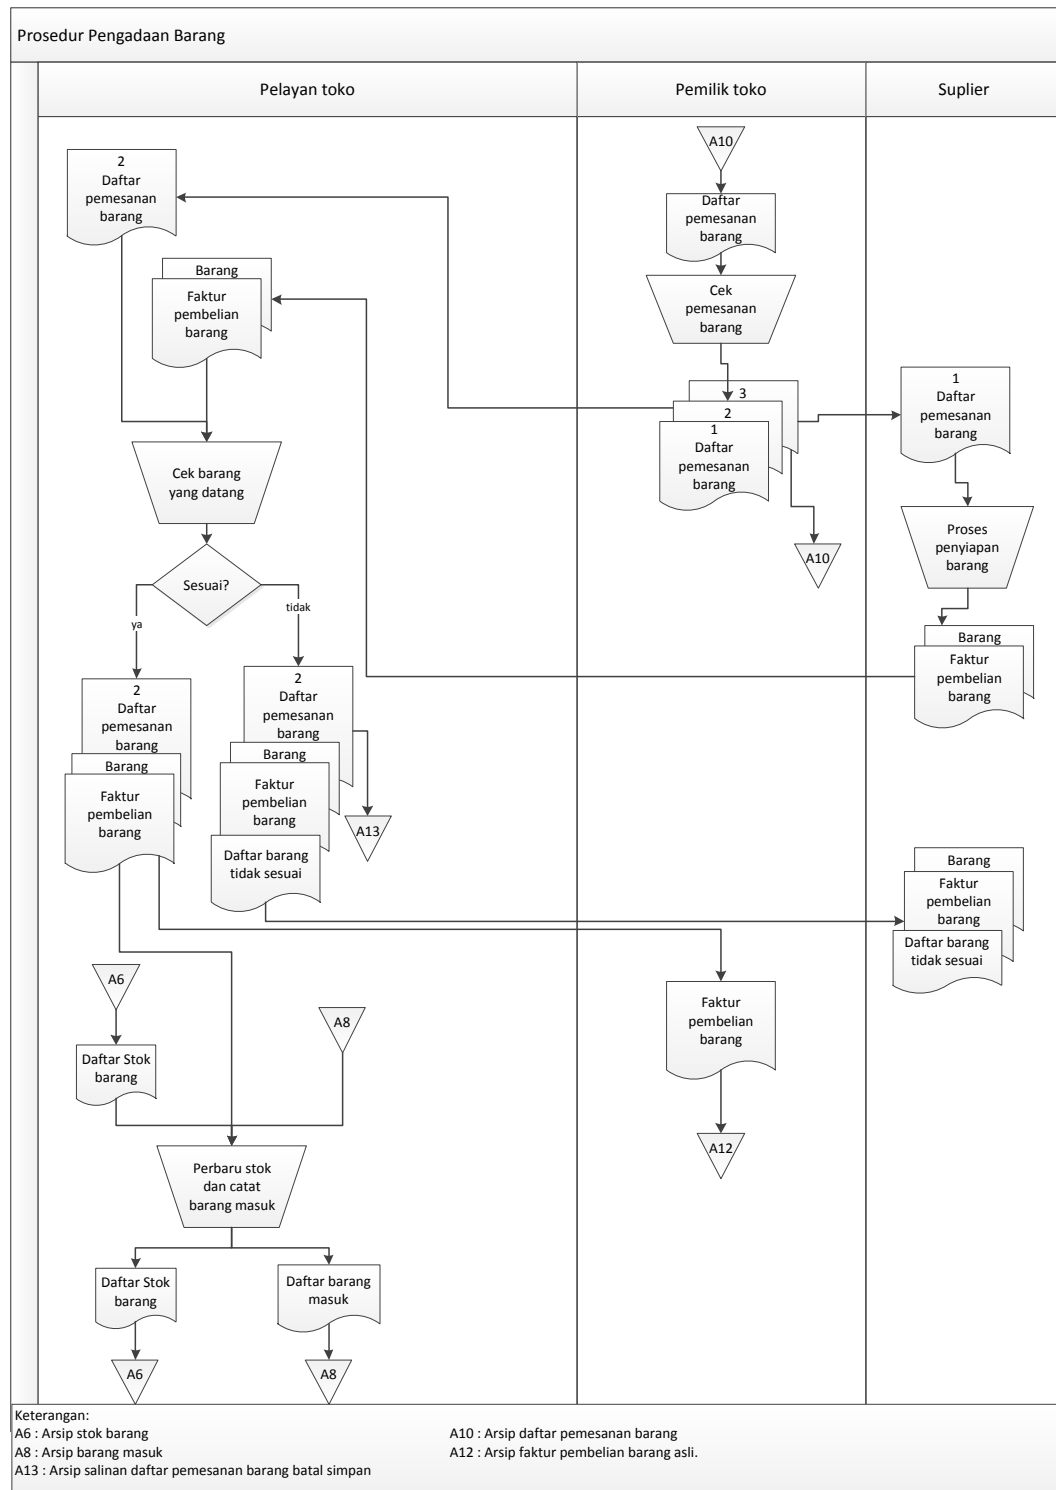 Prosedur Pengadaan Barang
Pelayan toko
Pemilik toko
Suplier
A10
2
Daftar
pemesanan
barang
Daftar
pemesanan
barang
Barang
Faktur
pembelian
barang
Cek
pemesanan
barang
3
2
1
Daftar
pemesanan
barang
1
Daftar
pemesanan
barang
Cek barang
yang datang
A10
Proses
penyiapan
barang
Sesuai?
ya
tidak
Barang
Faktur
pembelian
barang
2
Daftar
pemesanan
barang
Barang
Faktur
pembelian
barang
2
Daftar
pemesanan
barang
Barang
Faktur
pembelian
barang
Daftar barang
tidak sesuai
A13
Barang
Faktur
pembelian
barang
Daftar barang
tidak sesuai
A6
A8
Faktur
pembelian
barang
Daftar Stok
barang
A12
Perbaru stok
dan catat
barang masuk
Daftar Stok
barang
Daftar barang
masuk
A6
A8
Keterangan:
A6 : Arsip stok barang
A8 : Arsip barang masuk
A13 : Arsip salinan daftar pemesanan barang batal simpan
A10 : Arsip daftar pemesanan barang
A12 : Arsip faktur pembelian barang asli.